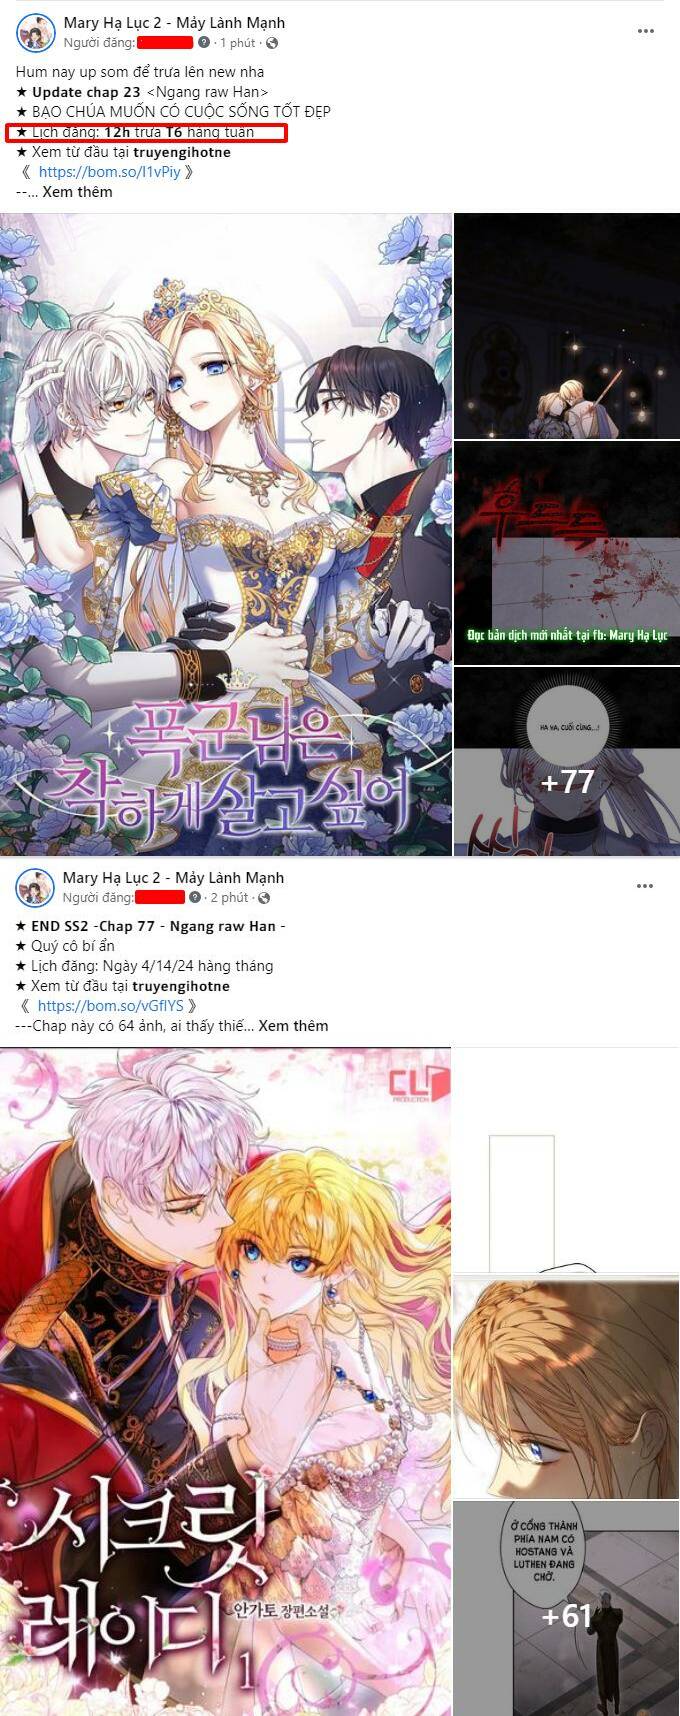 Mary Hạ Lục 2 - Mảy Lành Mạnh
Người đăng: · 1 phút ·
Hum nay up som để trưa lên new nha
★ Update chap 23 <Ngang raw Han>
★ BẠO CHÚA MUỐN CÓ CUỘC SỐNG TỐT ĐẸP
★ Lịch đăng: 12h trưa T6 hàng tuần
★ Xem từ đầu tại truyengihotne
《 https://bom.so/I1vPiy 》
--... Xem thêm
후드득
Đọc bản dịch mới nhất tại fb: Mary Hạ Lục
HA HA, CUỐI CÙNG...!
+77
폭군님은
착하게 살고 싶어
Mary Hạ Lục 2 - Mảy Lành Mạnh
Người đăng: · 2 phút ·
★ END SS2 -Chap 77 - Ngang raw Han -
★ Quý cô bí ẩn
★ Lịch đăng: Ngày 4/14/24 hàng tháng
★ Xem từ đầu tại truyengihotne
《 https://bom.so/vGflYS 》
---Chap này có 64 ảnh, ai thấy thiế... Xem thêm
CL
PRODUCTION
시크릿
레이디 1
안가토 장편소설
Ở CỔNG THÀNH
PHÍA NAM CÓ
HOSTANG VÀ
LUTHEN ĐANG
CHỜ.
+61